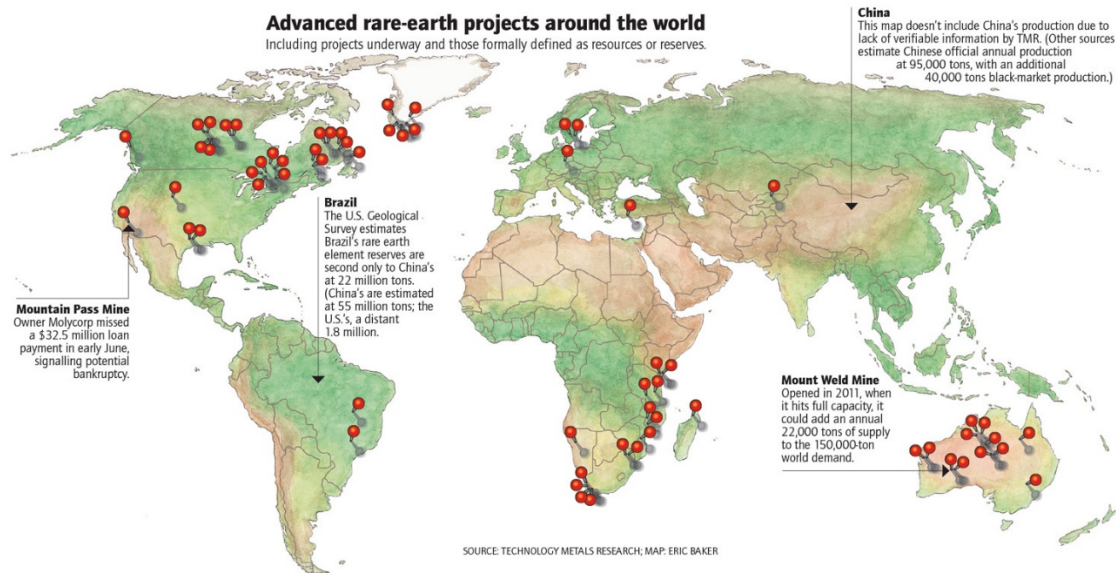 Advanced rare-earth projects around the world
Including projects underway and those formally defined as resources or reserves.
China
This map doesn't include China's production due to
lack of verifiable information by TMR. (Other sources
estimate Chinese official annual production
at 95,000 tons, with an additional
40,000 tons black-market production.)
Brazil
The U.S. Geological
Survey estimates
Brazil's rare earth
element reserves are
second only to China's
at 22 million tons.
(China's are estimated
at 55 million tons; the
U.S.'s, a distant
1.8 million.
Mountain Pass Mine
Owner Molycorp missed
a $32.5 million loan
payment in early June,
signalling potential
bankruptcy.
Mount Weld Mine
Opened in 2011, when
it hits full capacity, it
could add an annual
22,000 tons of supply
to the 150,000-ton
world demand.
SOURCE: TECHNOLOGY METALS RESEARCH; MAP: ERIC BAKER